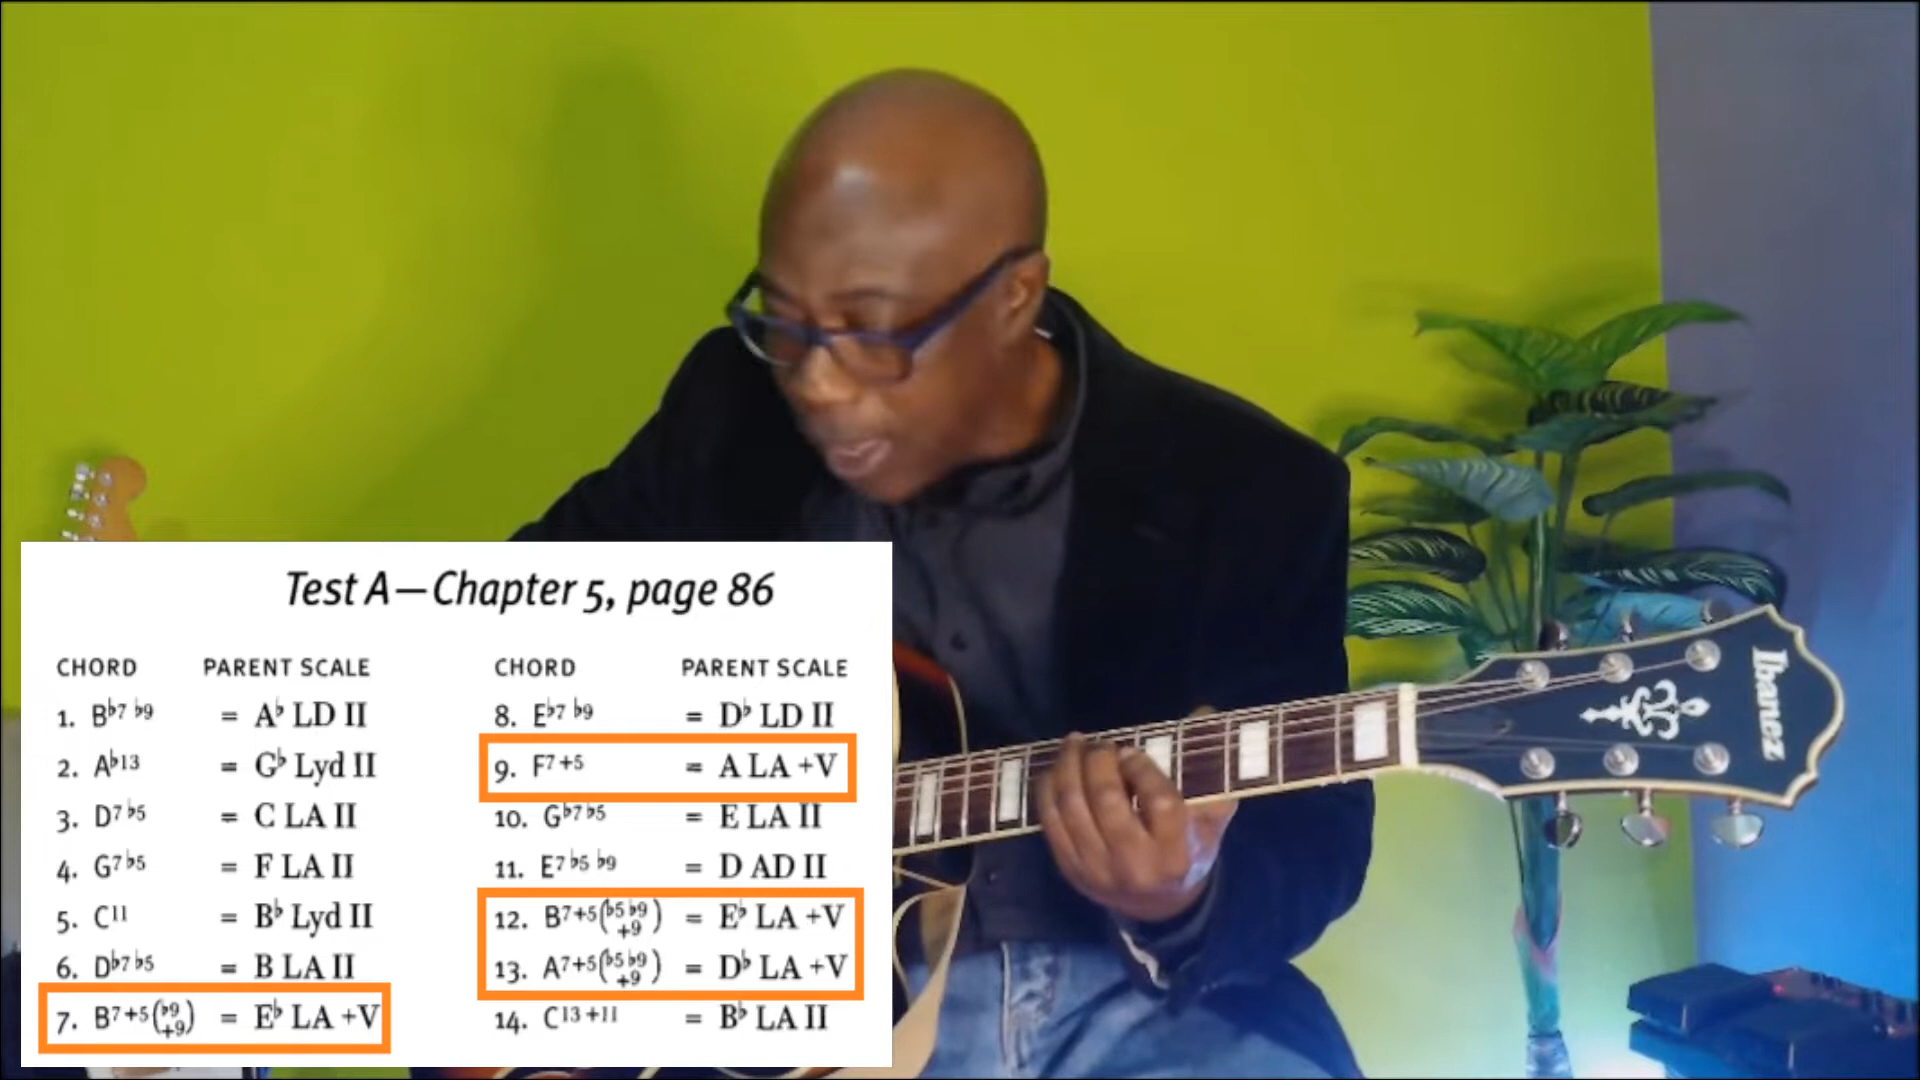 Test A—Chapter 5, page 86
CHORD PARENT SCALE
1. B♭7 ♭9 = A♭ LD II
2. A♭13 = G♭ Lyd II
3. D7 ♭5 = C LA II
4. G7 ♭5 = F LA II
5. C11 = B♭ Lyd II
6. D♭7 ♭5 = B LA II
7. B7+5(♭9 +9) = E♭ LA +V
CHORD PARENT SCALE
8. E♭7 ♭9 = D♭ LD II
9. F7+5 = A LA +V
10. G♭7 ♭5 = E LA II
11. E7 ♭5 ♭9 = D AD II
12. B7+5(♭5 ♭9 +9) = E♭ LA +V
13. A7+5(♭5 ♭9 +9) = D♭ LA +V
14. C13 +11 = B♭ LA II
Ibanez